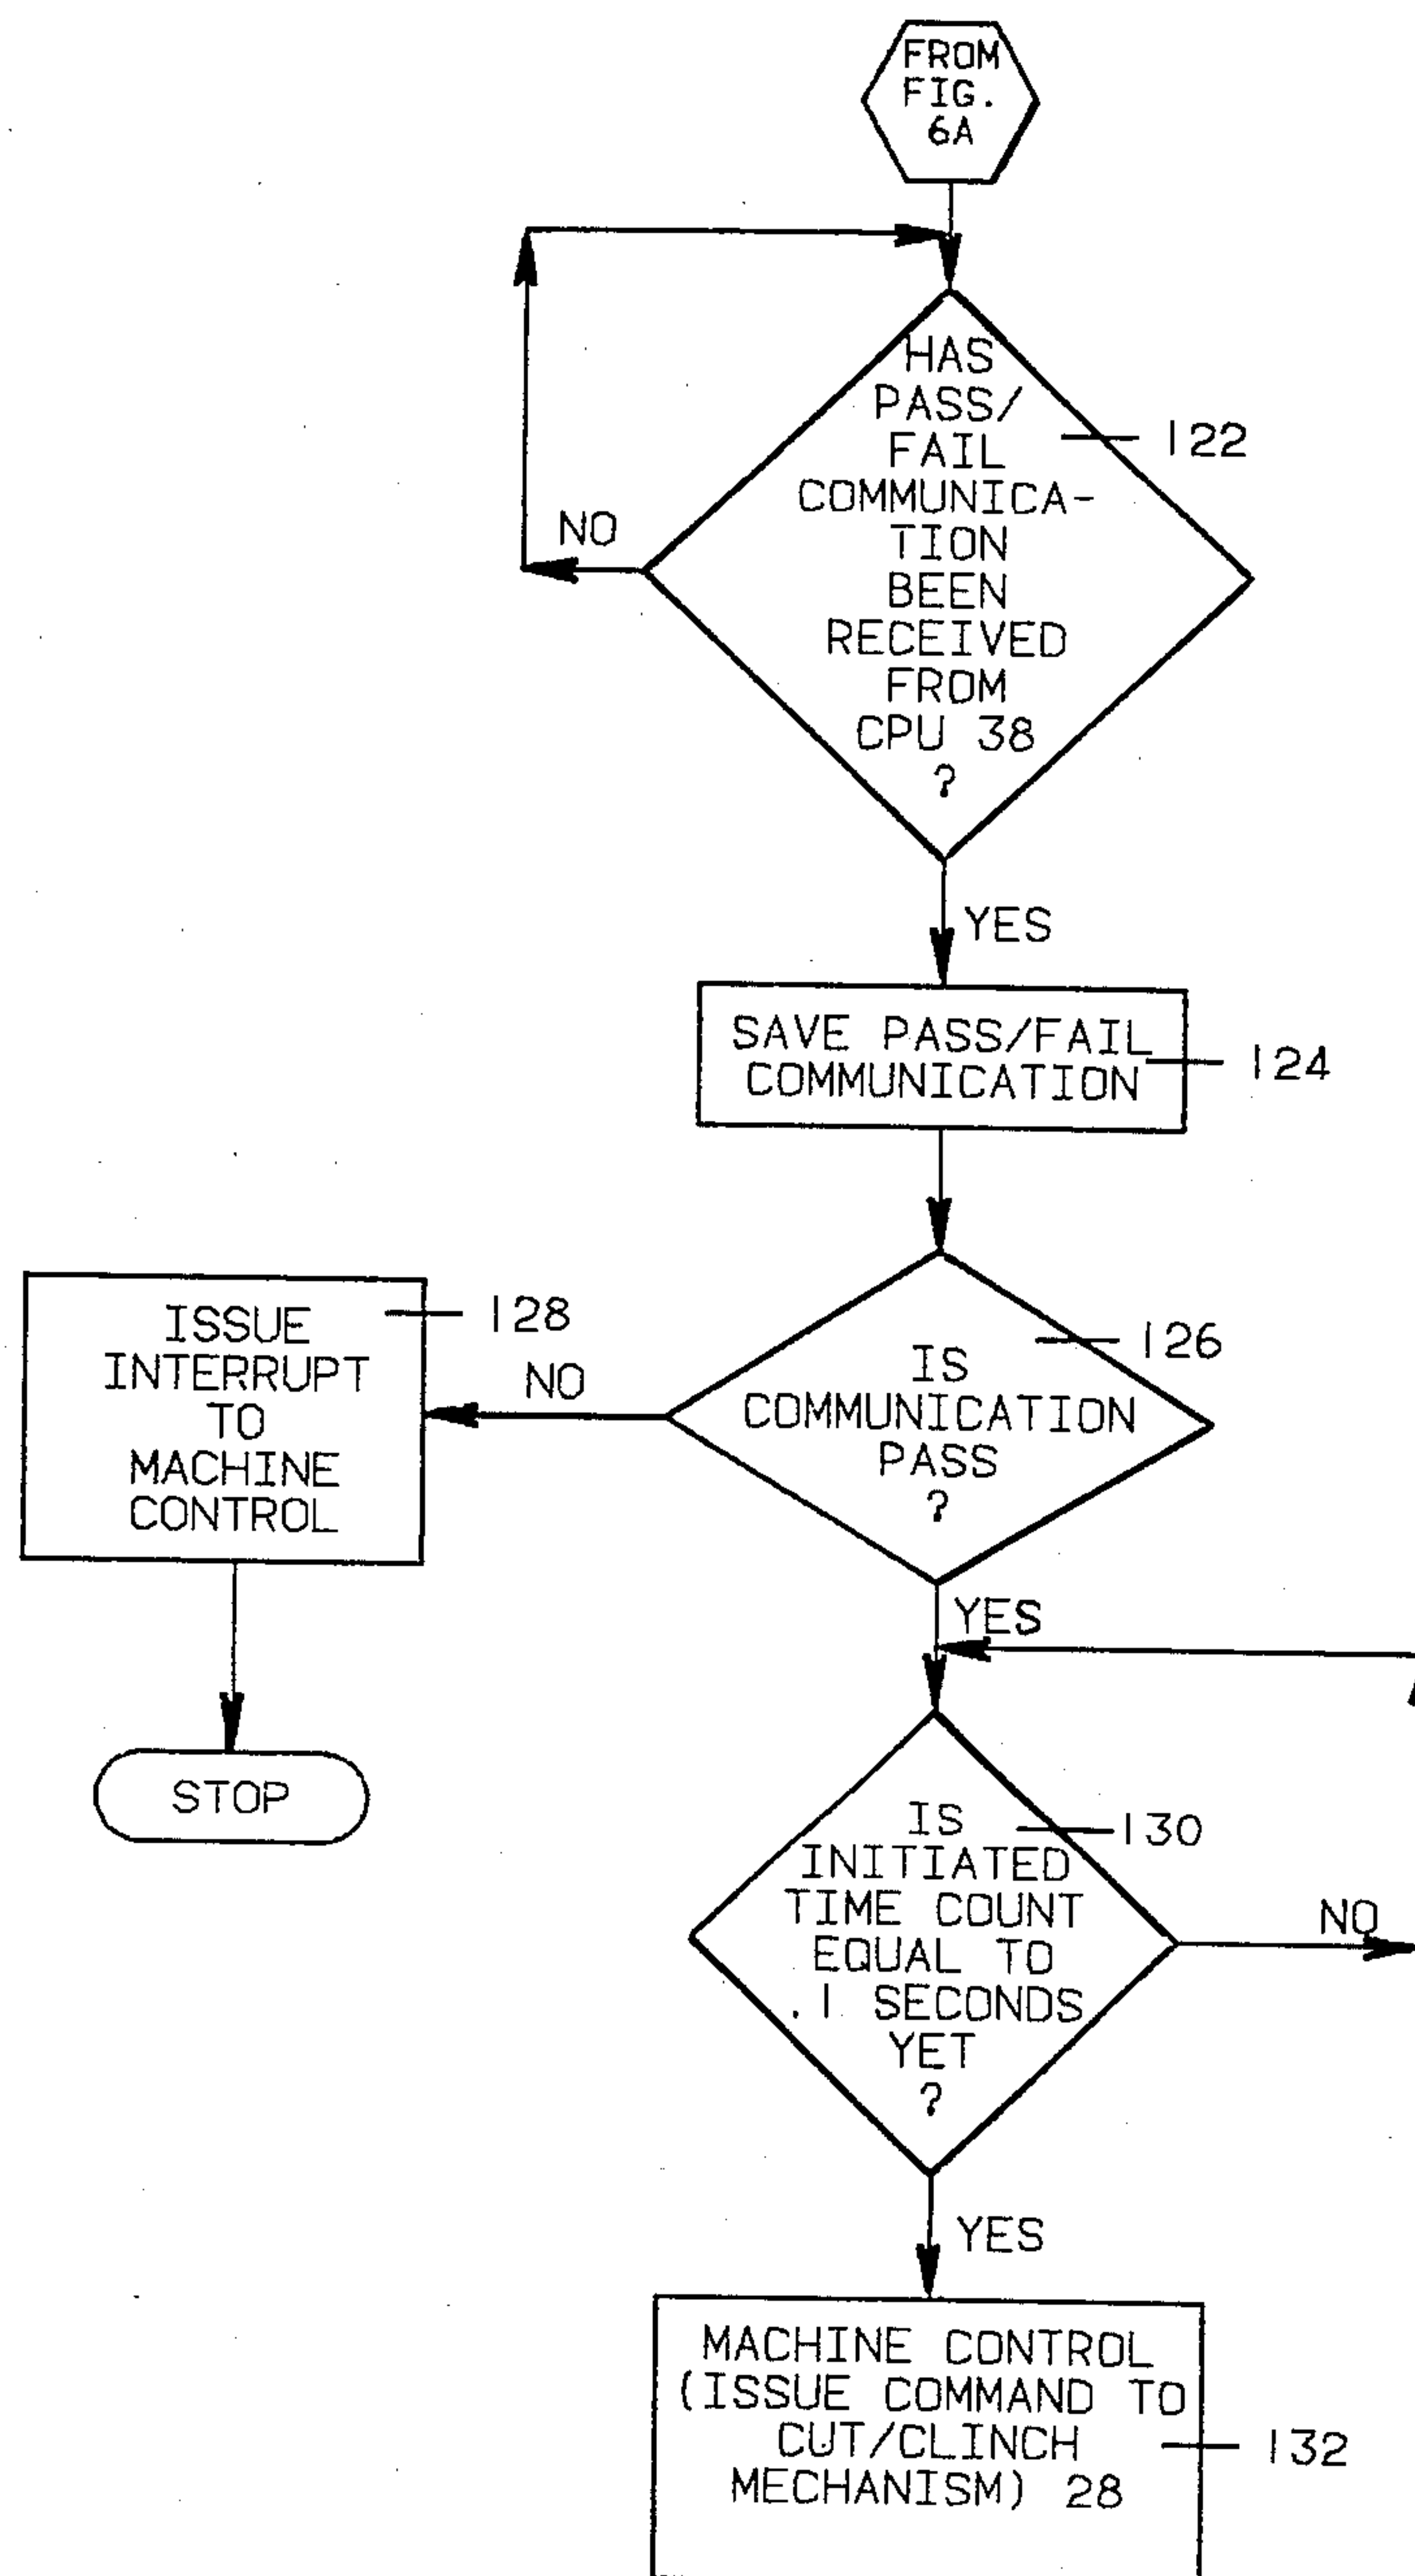 FROM
FIG.
6A
HAS
PASS/
FAIL
COMMUNICA-
TION
BEEN
RECEIVED
FROM
CPU 38
?
122
NO
YES
SAVE PASS/FAIL
COMMUNICATION
124
IS
COMMUNICATION
PASS
?
126
NO
ISSUE
INTERRUPT
TO
MACHINE
CONTROL
128
STOP
YES
IS
INITIATED
TIME COUNT
EQUAL TO
.1 SECONDS
YET
?
130
NO
YES
MACHINE CONTROL
(ISSUE COMMAND TO
CUT/CLINCH
MECHANISM) 28
132